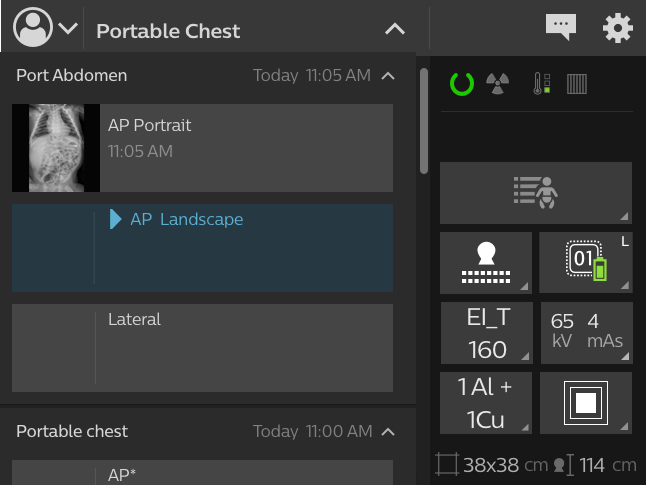 Portable Chest
Port Abdomen Today 11:05 AM
AP Portrait
11:05 AM
AP Landscape
Lateral
Portable chest Today 11:00 AM
AP*
01 L
EI_T
160
65 4
kV mAs
1 Al +
1Cu
38x38 cm 114 cm